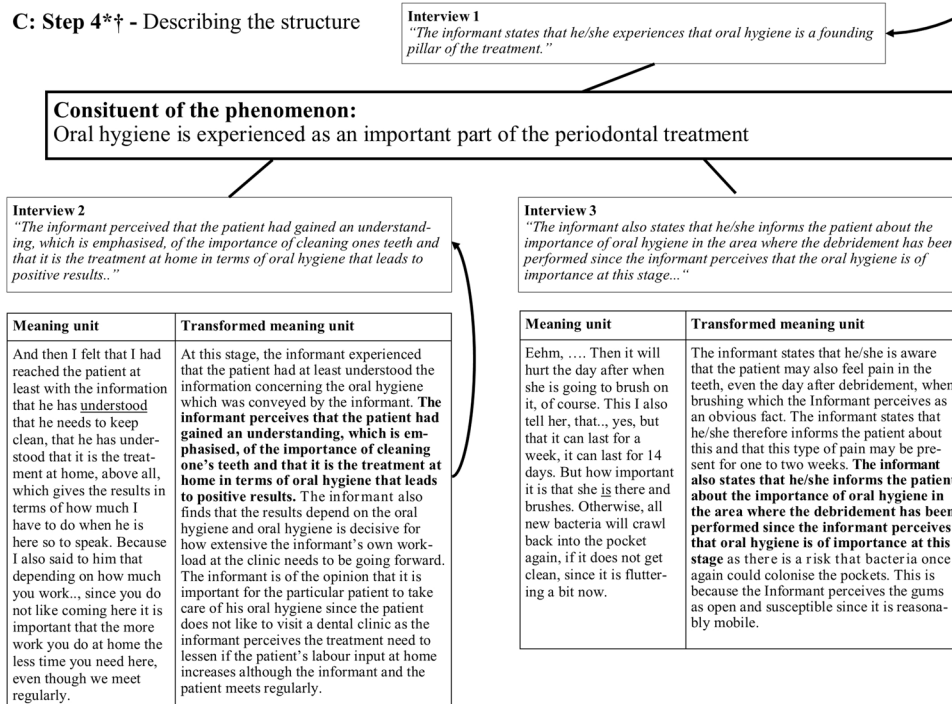 C: Step 4*† - Describing the structure
Interview 1
“The informant states that he/she experiences that oral hygiene is a founding
pillar of the treatment.”
Consituent of the phenomenon:
Oral hygiene is experienced as an important part of the periodontal treatment
Interview 2
“The informant perceived that the patient had gained an understand-
ing, which is emphasised, of the importance of cleaning ones teeth and
that it is the treatment at home in terms of oral hygiene that leads to
positive results..”
Meaning unit
And then I felt that I had
reached the patient at
least with the information
that he has understood
that he needs to keep
clean, that he has under-
stood that it is the treat-
ment at home, above all,
which gives the results in
terms of how much I
have to do when he is
here so to speak. Because
I also said to him that
depending on how much
you work.., since you do
not like coming here it is
important that the more
work you do at home the
less time you need here,
even though we meet
regularly.
Transformed meaning unit
At this stage, the informant experienced
that the patient had at least understood the
information concerning the oral hygiene
which was conveyed by the informant. The
informant perceives that the patient had
gained an understanding, which is em-
phasised, of the importance of cleaning
one’s teeth and that it is the treatment at
home in terms of oral hygiene that leads
to positive results. The informant also
finds that the results depend on the oral
hygiene and oral hygiene is decisive for
how extensive the informant’s own work-
load at the clinic needs to be going forward.
The informant is of the opinion that it is
important for the particular patient to take
care of his oral hygiene since the patient
does not like to visit a dental clinic as the
informant perceives the treatment need to
lessen if the patient’s labour input at home
increases although the informant and the
patient meets regularly.
Interview 3
“The informant also states that he/she informs the patient about the
importance of oral hygiene in the area where the debridement has been
performed since the informant perceives that the oral hygiene is of
importance at this stage...“
Meaning unit
Eehm, …. Then it will
hurt the day after when
she is going to brush on
it, of course. This I also
tell her, that.., yes, but
that it can last for a
week, it can last for 14
days. But how important
it is that she is there and
brushes. Otherwise, all
new bacteria will crawl
back into the pocket
again, if it does not get
clean, since it is flutter-
ing a bit now.
Transformed meaning unit
The informant states that he/she is aware
that the patient may also feel pain in the
teeth, even the day after debridement, when
brushing which the Informant perceives as
an obvious fact. The informant states that
he/she therefore informs the patient about
this and that this type of pain may be pre-
sent for one to two weeks. The informant
also states that he/she informs the patient
about the importance of oral hygiene in
the area where the debridement has been
performed since the informant perceives
that oral hygiene is of importance at this
stage as there is a risk that bacteria once
again could colonise the pockets. This is
because the Informant perceives the gums
as open and susceptible since it is reasona-
bly mobile.